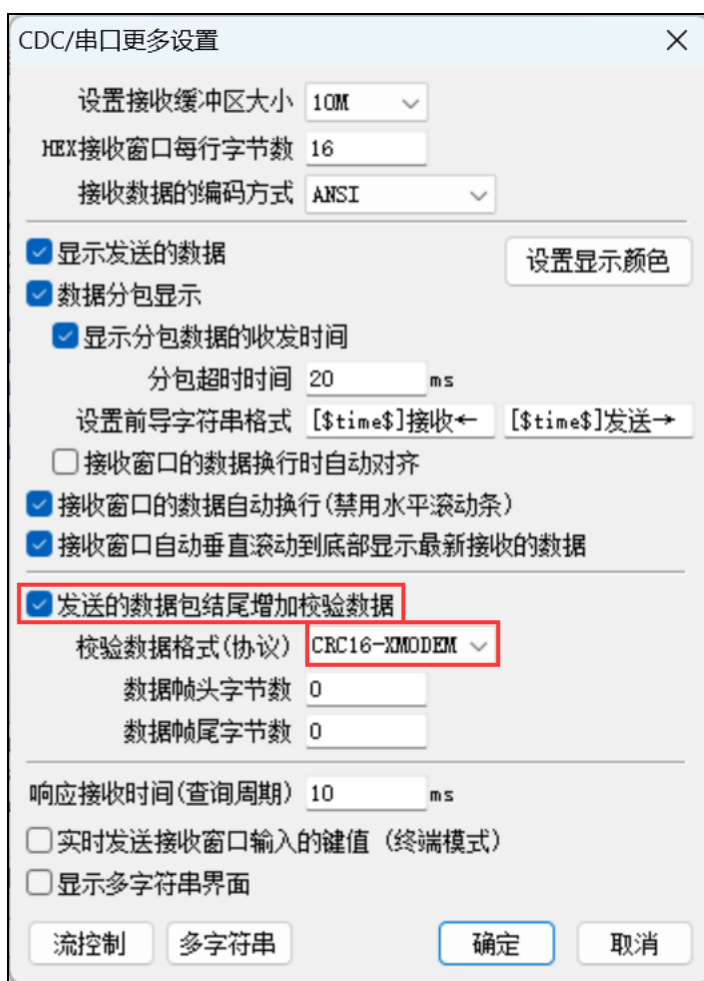 CDC/串口更多设置
设置接收缓冲区大小 10M
HEX接收窗口每行字节数 16
接收数据的编码方式 ANSI
显示发送的数据 设置显示颜色
数据分包显示
显示分包数据的收发时间
分包超时时间 20 ms
设置前导字符串格式 [$time$]接收← [$time$]发送→
接收窗口的数据换行时自动对齐
接收窗口的数据自动换行(禁用水平滚动条)
接收窗口自动垂直滚动到底部显示最新接收的数据
发送的数据包结尾增加校验数据
校验数据格式(协议) CRC16-XMODEM
数据帧头字节数 0
数据帧尾字节数 0
响应接收时间(查询周期) 10 ms
实时发送接收窗口输入的键值 (终端模式)
显示多字符串界面
流控制 多字符串 确定 取消